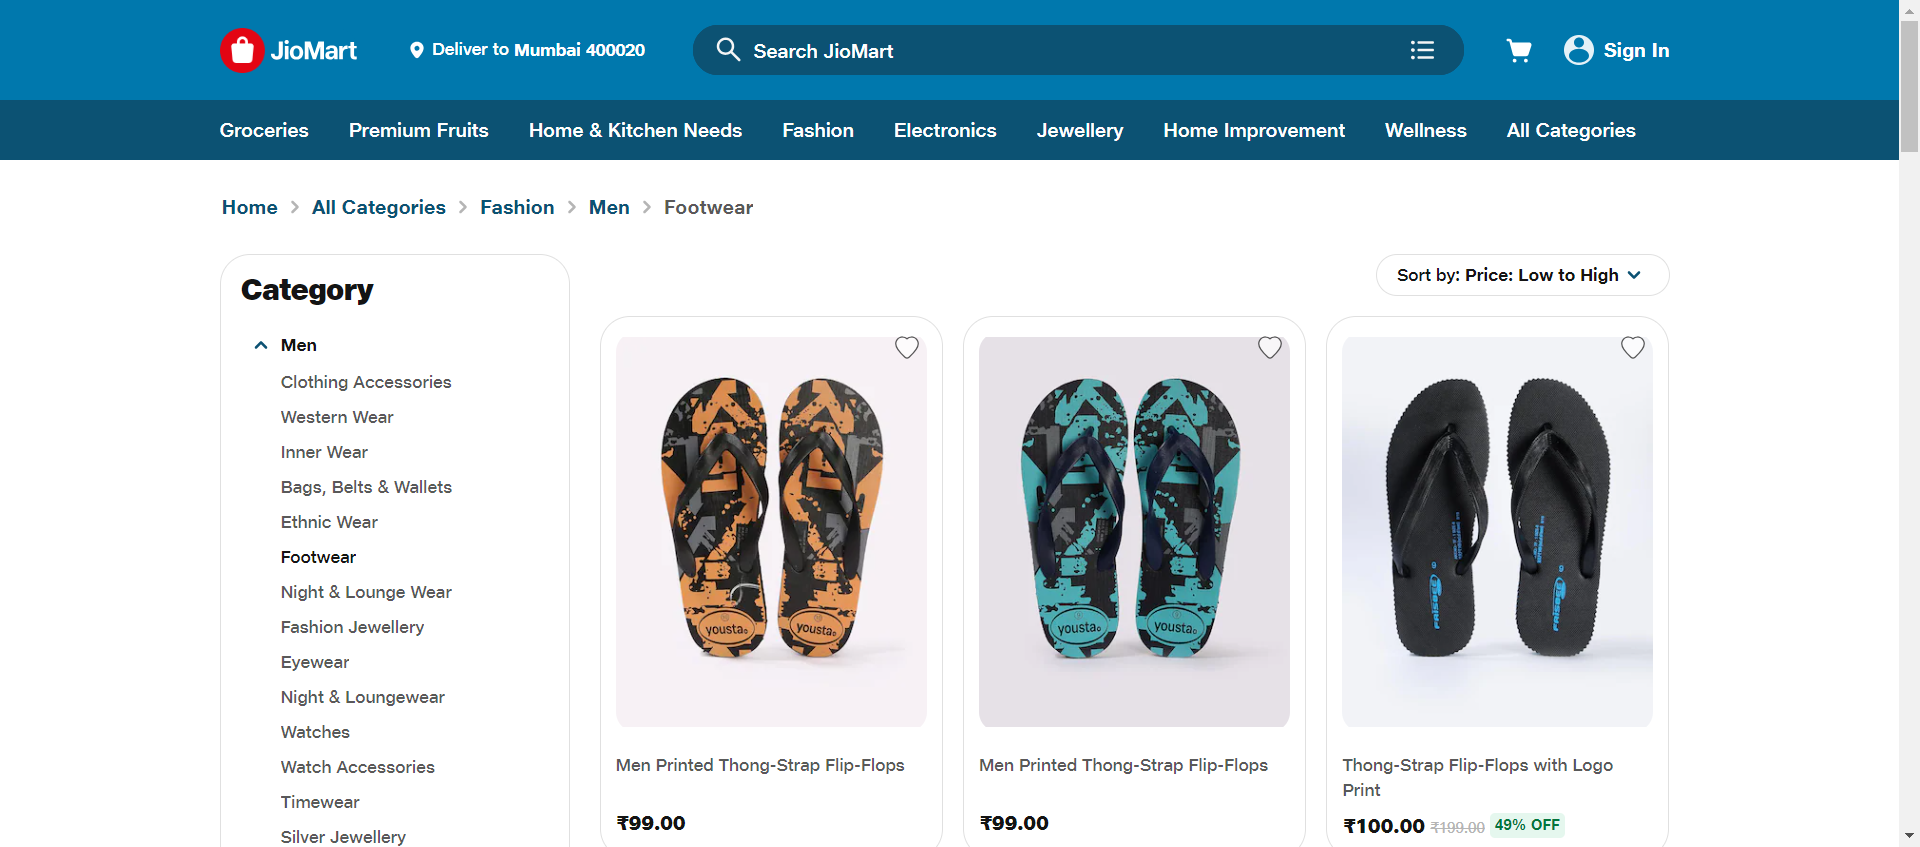 JioMart
Deliver to Mumbai 400020
Search JioMart
Sign In
Groceries
Premium Fruits
Home & Kitchen Needs
Fashion
Electronics
Jewellery
Home Improvement
Wellness
All Categories
Home > All Categories > Fashion > Men > Footwear
Category
Men
Clothing Accessories
Western Wear
Inner Wear
Bags, Belts & Wallets
Ethnic Wear
Footwear
Night & Lounge Wear
Fashion Jewellery
Eyewear
Night & Loungewear
Watches
Watch Accessories
Timewear
Silver Jewellery
Sort by: Price: Low to High
yousta
yousta
Men Printed Thong-Strap Flip-Flops
₹99.00
yousta
yousta
Men Printed Thong-Strap Flip-Flops
₹99.00
Thong-Strap Flip-Flops with Logo
Print
₹100.00 ₹199.00 49% OFF